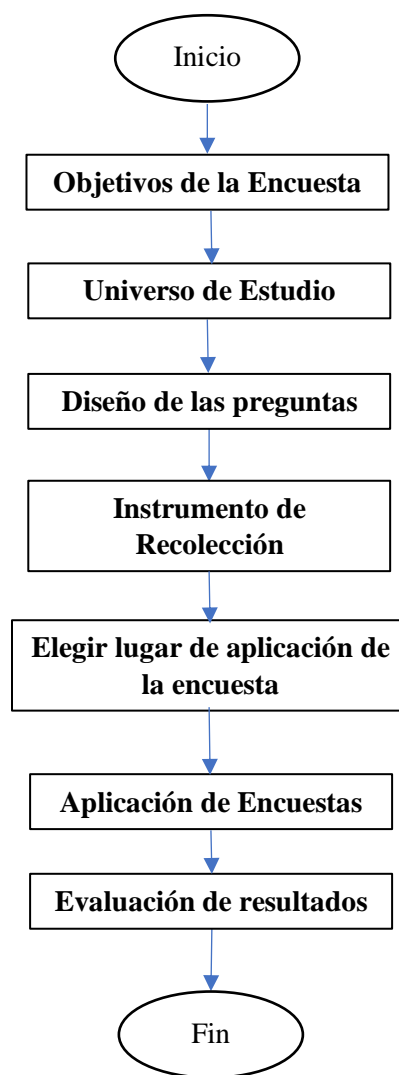 Inicio
Objetivos de la Encuesta
Universo de Estudio
Diseño de las preguntas
Instrumento de
Recolección
Elegir lugar de aplicación de
la encuesta
Aplicación de Encuestas
Evaluación de resultados
Fin